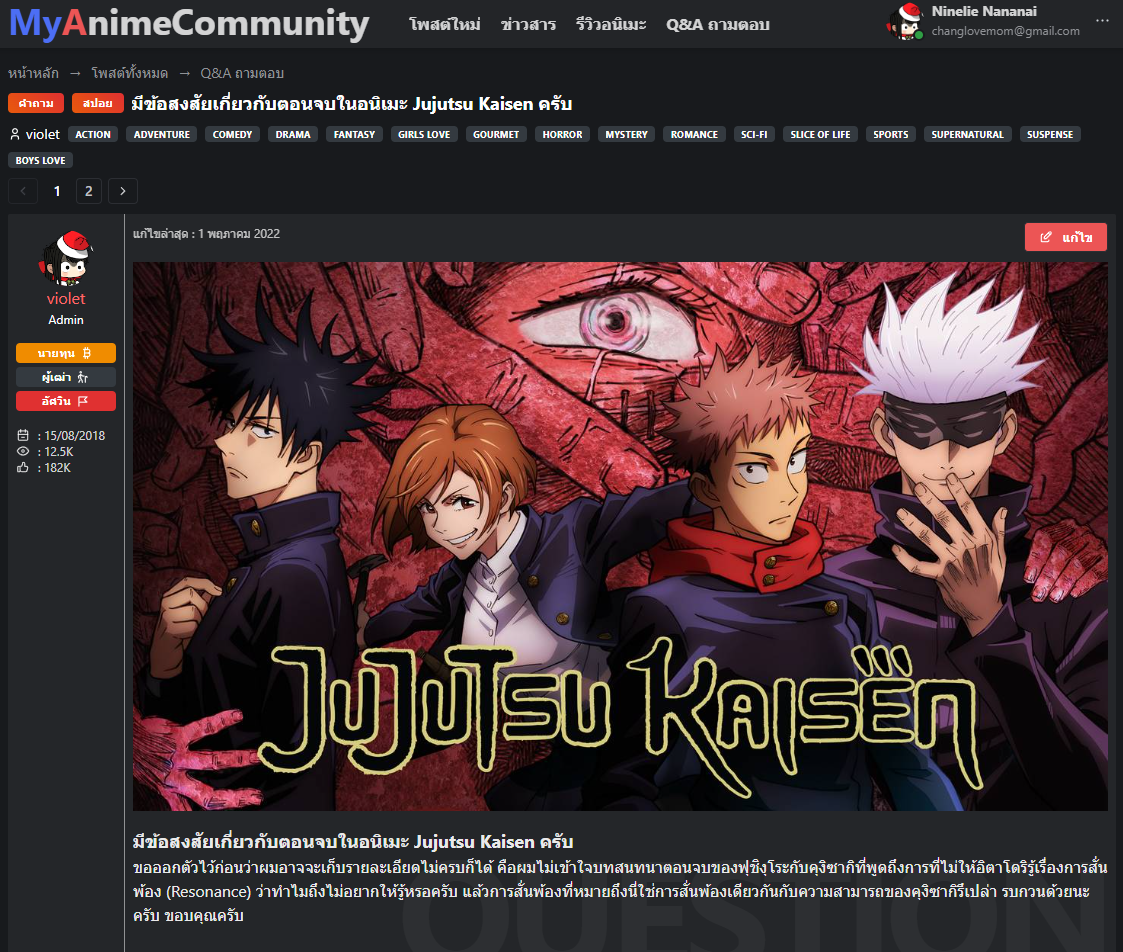 MyAnimeCommunity
โพสต์ใหม่ ข่าวสาร รีวิวอนิเมะ Q&A ถามตอบ
Ninelie Nananai
changlovemom@gmail.com
หน้าหลัก → โพสต์ทั้งหมด → Q&A ถามตอบ
คำถาม สปอย มีข้อสงสัยเกี่ยวกับตอนจบในอนิเมะ Jujutsu Kaisen ครับ
violet ACTION ADVENTURE COMEDY DRAMA FANTASY GIRLS LOVE GOURMET HORROR MYSTERY ROMANCE SCI-FI SLICE OF LIFE SPORTS SUPERNATURAL SUSPENSE
BOYS LOVE
1 2
แก้ไขล่าสุด : 1 พฤภาคม 2022
แก้ไข
violet
Admin
นายทุน
ผู้เฒ่า
อัศวิน
: 15/08/2018
: 12.5K
: 182K
JUJUTSU KAISEN
มีข้อสงสัยเกี่ยวกับตอนจบในอนิเมะ Jujutsu Kaisen ครับ
ขอออกตัวไว้ก่อนว่าผมอาจจะเก็บรายละเอียดไม่ครบก็ได้ คือผมไม่เข้าใจบทสนทนาตอนจบของฟุชิงุโระกับคุงิซากิที่พูดถึงการที่ไม่ให้อิตาโดริรู้เรื่องการสั่น
พ้อง (Resonance) ว่าทำไมถึงไม่อยากให้รู้หรอครับ แล้วการสั่นพ้องที่หมายถึงนี่ใช่การสั่นพ้องเดียวกันกับความสามารถของคุงิซากิรึเปล่า รบกวนด้วยนะ
ครับ ขอบคุณครับ
QUESTION